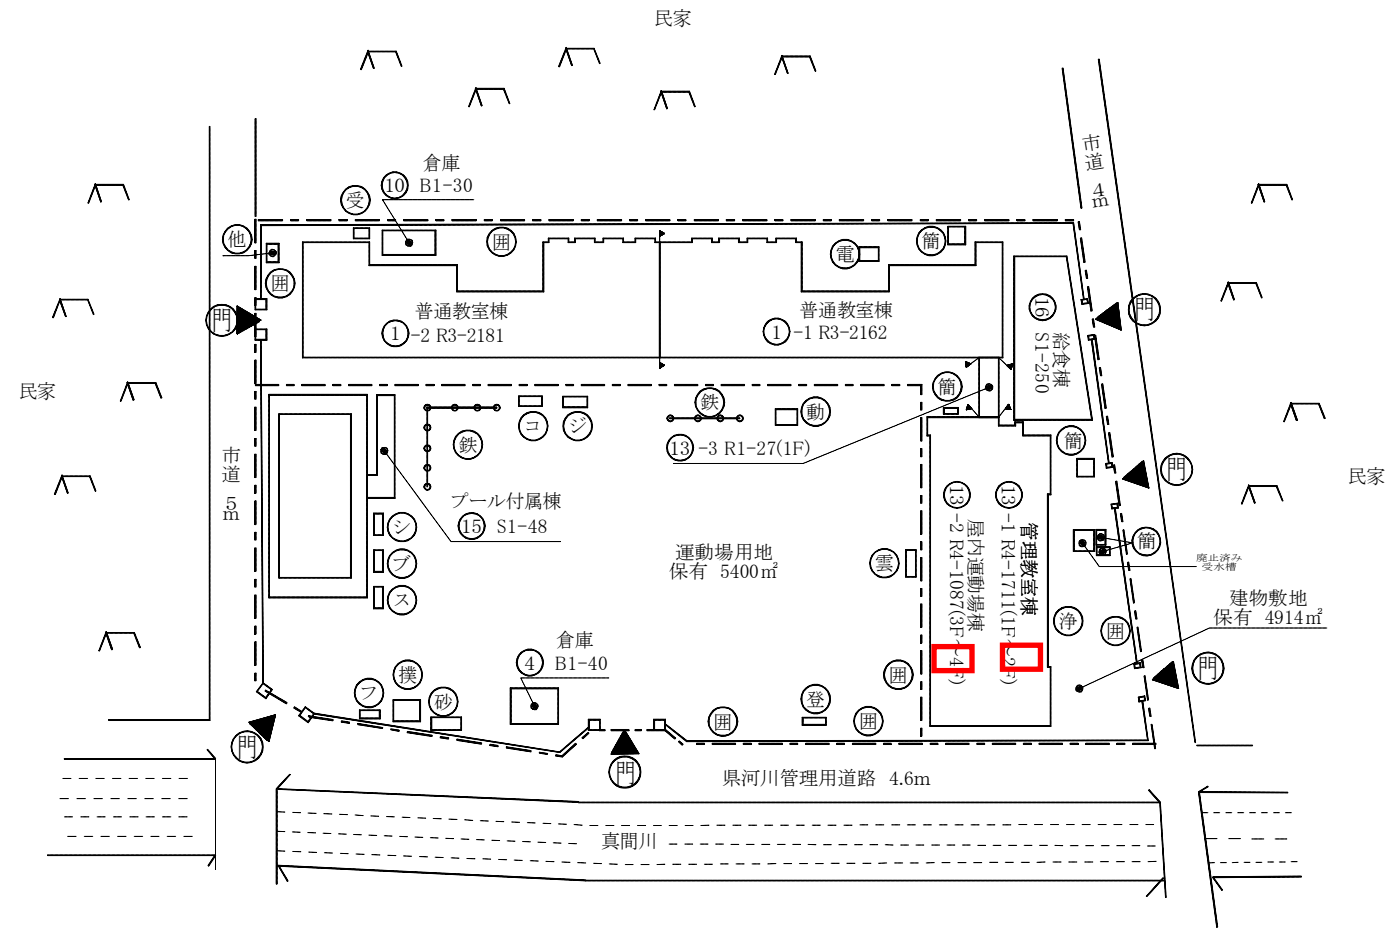 民家
市道 4m
倉庫
⑩ B1-30
受
他
囲
囲
電
簡
門
普通教室棟
①-2 R3-2181
普通教室棟
①-1 R3-2162
⑯ 給食棟
S1-250
門
民家
簡
鉄
コ
ジ
鉄
動
⑬-3 R1-27(1F)
簡
門
民家
市道 5m
プール付属棟
⑮ S1-48
シ
ブ
ス
運動場用地
保有 5400㎡
雲
管理教室棟
⑬-1 R4-1711(1F~2F)
屋内運動場棟
⑬-2 R4-1087(3F~4F)
簡
廃止済み
受水槽
建物敷地
保有 4914㎡
浄
囲
門
倉庫
④ B1-40
フ
撲
砂
囲
登
囲
囲
門
門
県河川管理用道路 4.6m
真間川